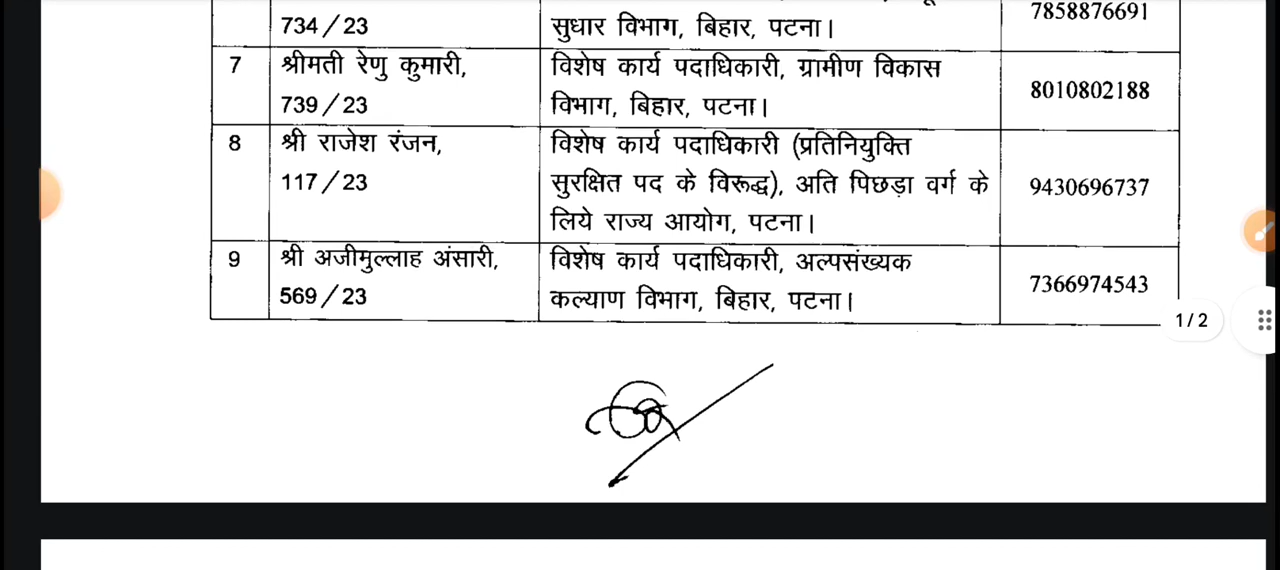 734/23
सुधार विभाग, बिहार, पटना।
7858876691
7
श्रीमती रेणु कुमारी,
739/23
विशेष कार्य पदाधिकारी, ग्रामीण विकास
विभाग, बिहार, पटना।
8010802188
8
श्री राजेश रंजन,
117/23
विशेष कार्य पदाधिकारी (प्रतिनियुक्ति
सुरक्षित पद के विरूद्ध), अति पिछड़ा वर्ग के
लिये राज्य आयोग, पटना।
9430696737
9
श्री अजीमुल्लाह अंसारी,
569/23
विशेष कार्य पदाधिकारी, अल्पसंख्यक
कल्याण विभाग, बिहार, पटना।
7366974543
1/2